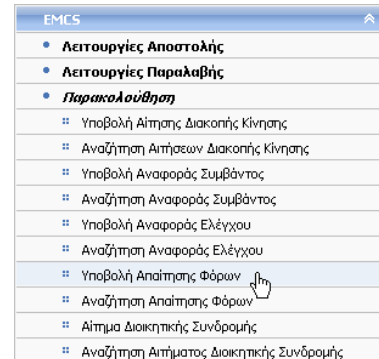 EMCS
Λειτουργίες Αποστολής
Λειτουργίες Παραλαβής
Παρακολούθηση
Υποβολή Αίτησης Διακοπής Κίνησης
Αναζήτηση Αιτήσεων Διακοπής Κίνησης
Υποβολή Αναφοράς Συμβάντος
Αναζήτηση Αναφοράς Συμβάντος
Υποβολή Αναφοράς Ελέγχου
Αναζήτηση Αναφοράς Ελέγχου
Υποβολή Απαίτησης Φόρων
Αναζήτηση Απαίτησης Φόρων
Αίτημα Διοικητικής Συνδρομής
Αναζήτηση Αιτήματος Διοικητικής Συνδρομής